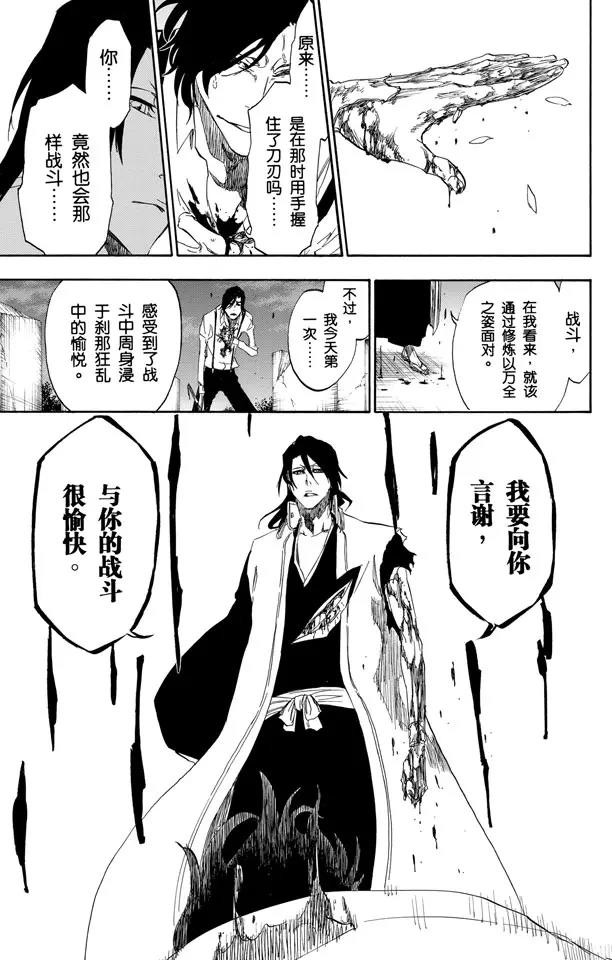 原来……
是在那时用手握
住了刀刃吗……
你……
竟然也会那
样战斗……
战斗，
在我看来，就该
通过修炼以万全
之姿面对。
不过，
我今天第
一次……
感受到了战
斗中周身浸
于刹那狂乱
中的愉悦。
我要向你
言谢，
与你的战斗
很愉快。